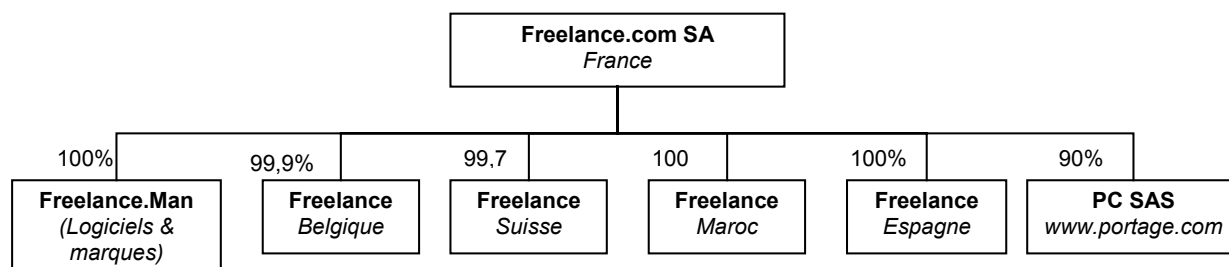 Freelance.com SA
France
100%
99,9%
99,7
100
100%
90%
Freelance.Man
(Logiciels &
marques)
Freelance
Belgique
Freelance
Suisse
Freelance
Maroc
Freelance
Espagne
PC SAS
www.portage.com